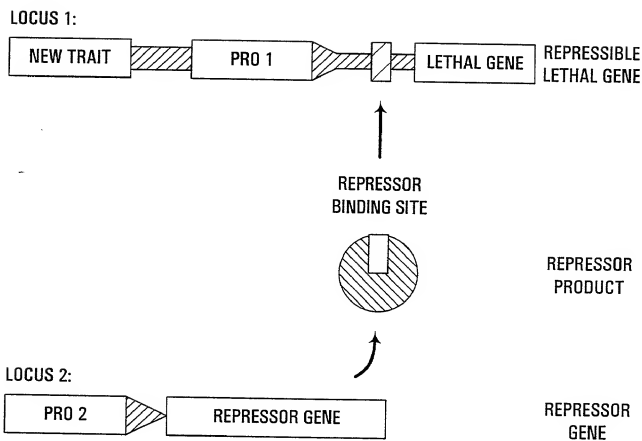 LOCUS 1:
NEW TRAIT
PRO 1
LETHAL GENE
REPRESSIBLE
LETHAL GENE
REPRESSOR
BINDING SITE
REPRESSOR
PRODUCT
LOCUS 2:
PRO 2
REPRESSOR GENE
REPRESSOR
GENE